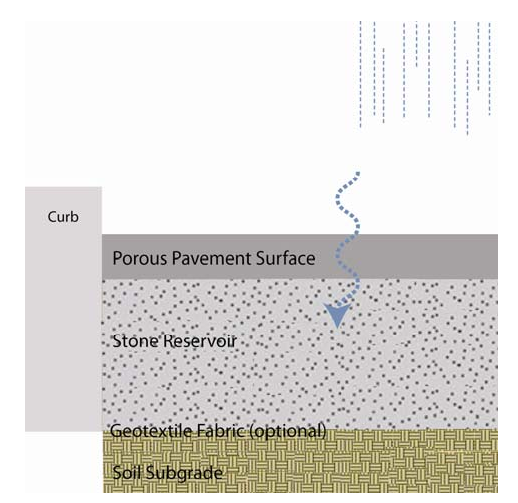 Curb
Porous Pavement Surface
Stone Reservoir
Geotextile Fabric (optional)
Soil Subgrade